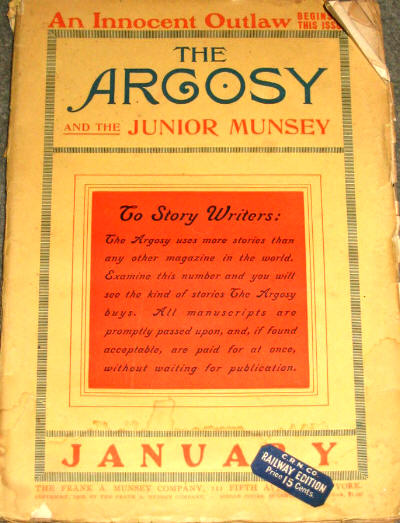 An Innocent Outlaw
BEGINS
THIS ISSUE
THE
ARGOSY
AND THE JUNIOR MUNSEY
To Story Writers:
The Argosy uses more stories than
any other magazine in the world.
Examine this number and you will
see the kind of stories The Argosy
buys. All manuscripts are
promptly passed upon, and, if found
acceptable, are paid for at once,
without waiting for publication.
JANUARY
C.R.N. CO.
RAILWAY EDITION
Price 15 Cents.
THE FRANK A MUNSEY COMPANY, 111 FIFTH